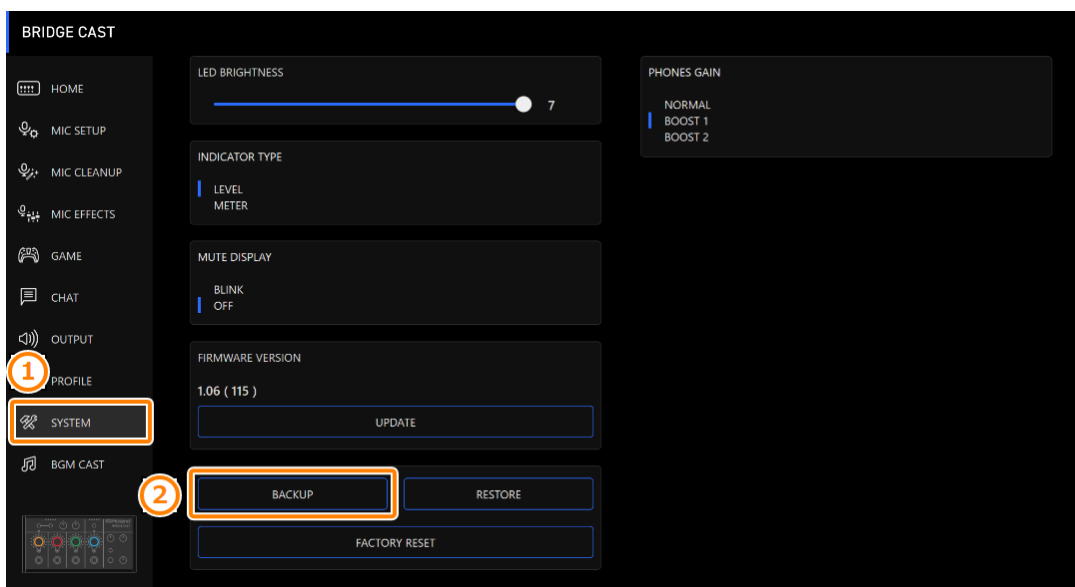 BRIDGE CAST
HOME
MIC SETUP
MIC CLEANUP
MIC EFFECTS
GAME
CHAT
OUTPUT
1
PROFILE
SYSTEM
BGM CAST
LED BRIGHTNESS
7
INDICATOR TYPE
LEVEL
METER
MUTE DISPLAY
BLINK
OFF
FIRMWARE VERSION
1.06 ( 115 )
UPDATE
2
BACKUP
RESTORE
FACTORY RESET
PHONES GAIN
NORMAL
BOOST 1
BOOST 2